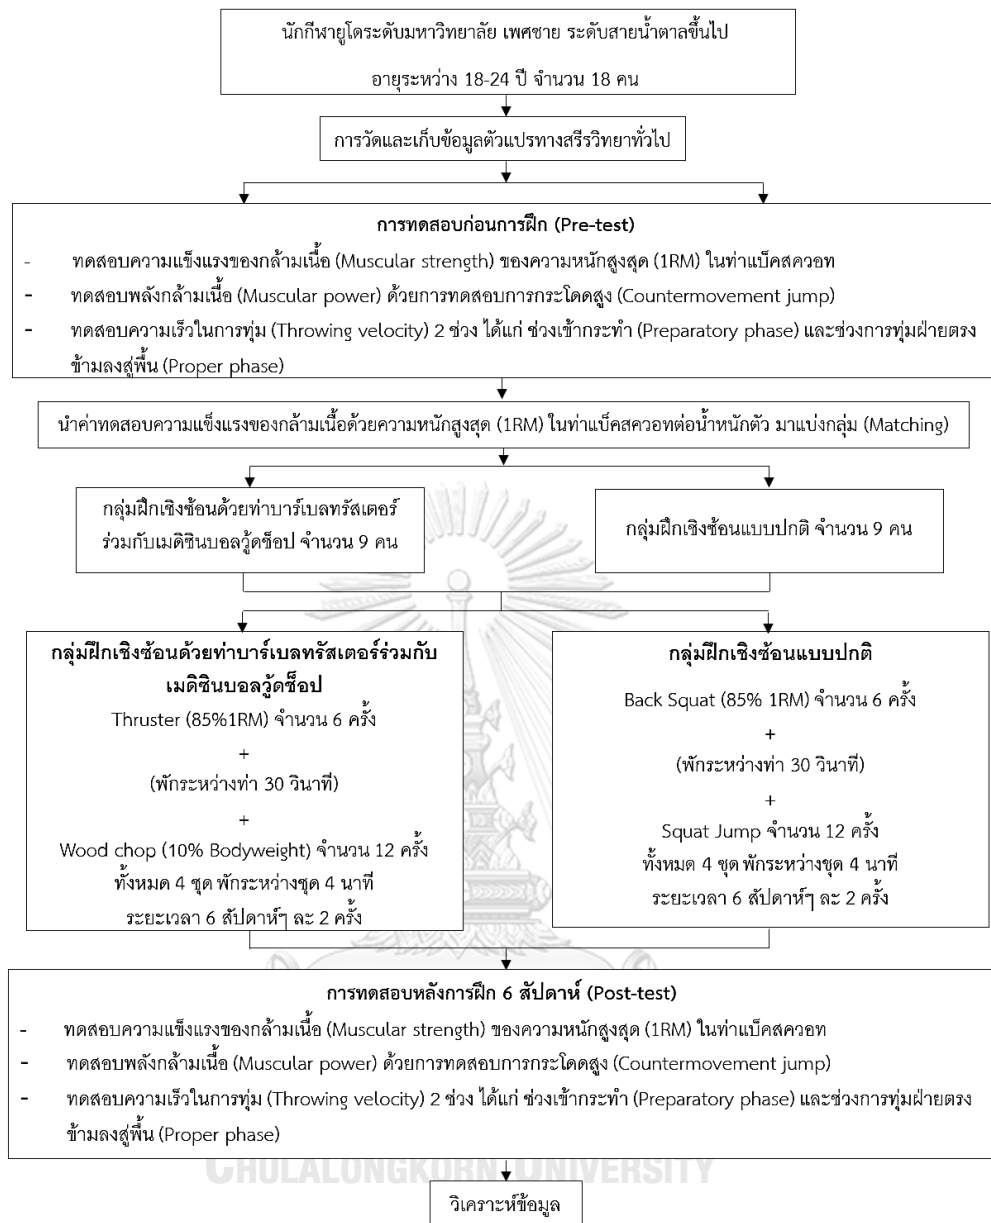 นักกีฬายูโดระดับมหาวิทยาลัย เพศชาย ระดับสายน้ำตาลขึ้นไป
อายุระหว่าง 18-24 ปี จำนวน 18 คน
การวัดและเก็บข้อมูลตัวแปรทางสรีรวิทยาทั่วไป
การทดสอบก่อนการฝึก (Pre-test)
- ทดสอบความแข็งแรงของกล้ามเนื้อ (Muscular strength) ของความหนักสูงสุด (1RM) ในท่าแบ็คสควอท
- ทดสอบพลังกล้ามเนื้อ (Muscular power) ด้วยการทดสอบการกระโดดสูง (Countermovement jump)
- ทดสอบความเร็วในการทุ่ม (Throwing velocity) 2 ช่วง ได้แก่ ช่วงเข้ากระทำ (Preparatory phase) และช่วงการทุ่มฝ่ายตรง
ข้ามลงสู่พื้น (Proper phase)
นำค่าทดสอบความแข็งแรงของกล้ามเนื้อด้วยความหนักสูงสุด (1RM) ในท่าแบ็คสควอทต่อน้ำหนักตัว มาแบ่งกลุ่ม (Matching)
กลุ่มฝึกเชิงซ้อนด้วยท่าบาร์เบลทรัสเตอร์
ร่วมกับเมดิซินบอลวู้ดช็อป จำนวน 9 คน
กลุ่มฝึกเชิงซ้อนแบบปกติ จำนวน 9 คน
กลุ่มฝึกเชิงซ้อนด้วยท่าบาร์เบลทรัสเตอร์ร่วมกับ
เมดิซินบอลวู้ดช็อป
Thruster (85%1RM) จำนวน 6 ครั้ง
+
(พักระหว่างท่า 30 วินาที)
+
Wood chop (10% Bodyweight) จำนวน 12 ครั้ง
ทั้งหมด 4 ชุด พักระหว่างชุด 4 นาที
ระยะเวลา 6 สัปดาห์ๆ ละ 2 ครั้ง
กลุ่มฝึกเชิงซ้อนแบบปกติ
Back Squat (85% 1RM) จำนวน 6 ครั้ง
+
(พักระหว่างท่า 30 วินาที)
+
Squat Jump จำนวน 12 ครั้ง
ทั้งหมด 4 ชุด พักระหว่างชุด 4 นาที
ระยะเวลา 6 สัปดาห์ๆ ละ 2 ครั้ง
การทดสอบหลังการฝึก 6 สัปดาห์ (Post-test)
- ทดสอบความแข็งแรงของกล้ามเนื้อ (Muscular strength) ของความหนักสูงสุด (1RM) ในท่าแบ็คสควอท
- ทดสอบพลังกล้ามเนื้อ (Muscular power) ด้วยการทดสอบการกระโดดสูง (Countermovement jump)
- ทดสอบความเร็วในการทุ่ม (Throwing velocity) 2 ช่วง ได้แก่ ช่วงเข้ากระทำ (Preparatory phase) และช่วงการทุ่มฝ่ายตรง
ข้ามลงสู่พื้น (Proper phase)
CHULALONGKORN UNIVERSITY
วิเคราะห์ข้อมูล